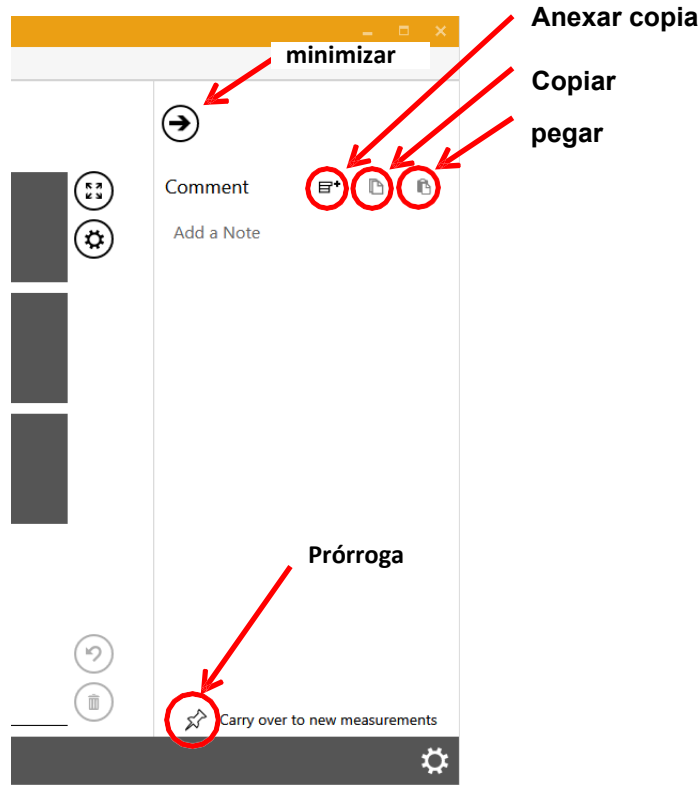 Anexar copia
minimizar
Copiar
pegar
Comment
Add a Note
Prórroga
Carry over to new measurements